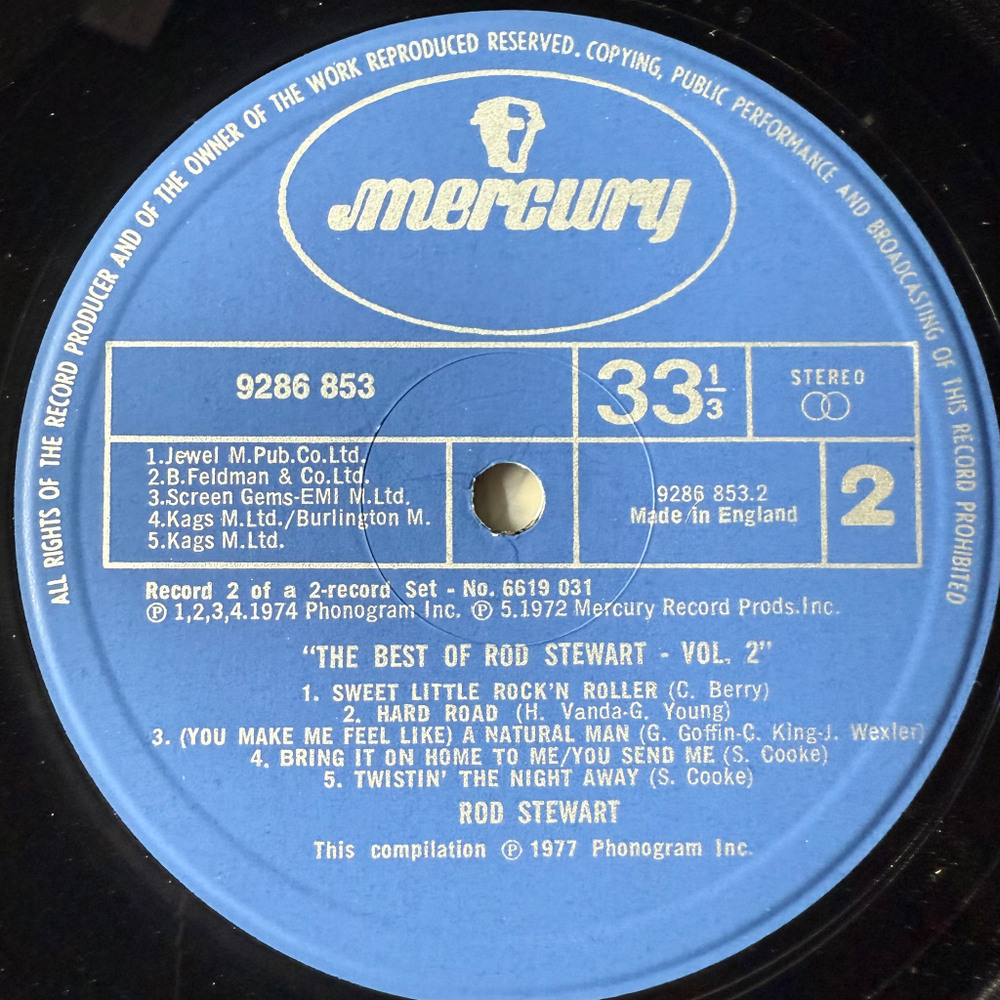 ALL RIGHTS OF THE RECORD PRODUCER AND OF THE OWNER OF THE WORK REPRODUCED RESERVED. COPYING, PUBLIC PERFORMANCE AND BROADCASTING OF THIS RECORD PROHIBITED
mercury
9286 853
33 1/3
STEREO
1.Jewel M.Pub.Co.Ltd.
2.B.Feldman & Co.Ltd.
3.Screen Gems-EMI M.Ltd.
4.Kags M.Ltd./Burlington M.
5.Kags M.Ltd.
9286 853.2
Made in England
2
Record 2 of a 2-record Set - No. 6619 031
℗ 1,2,3,4.1974 Phonogram Inc. ℗ 5.1972 Mercury Record Prods.Inc.
"THE BEST OF ROD STEWART - VOL. 2"
1. SWEET LITTLE ROCK'N ROLLER (C. Berry)
2. HARD ROAD (H. Vanda-G. Young)
3. (YOU MAKE ME FEEL LIKE) A NATURAL MAN (G. Goffin-C. King-J. Wexler)
4. BRING IT ON HOME TO ME/YOU SEND ME (S. Cooke)
5. TWISTIN' THE NIGHT AWAY (S. Cooke)
ROD STEWART
This compilation ℗ 1977 Phonogram Inc.